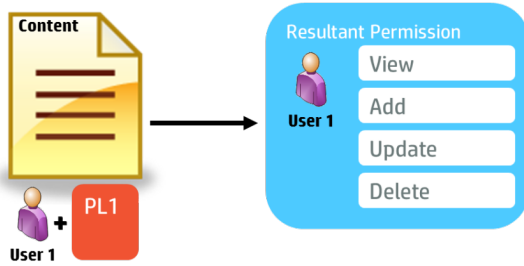 Content
Resultant Permission
View
User 1
Add
Update
Delete
+
PL1
User 1